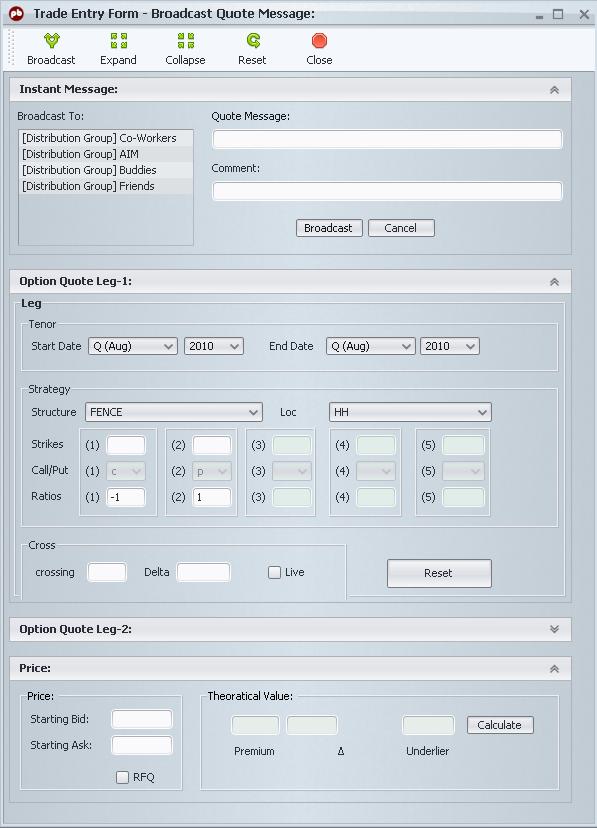 pb Trade Entry Form - Broadcast Quote Message:
Broadcast Expand Collapse Reset Close
Instant Message:
Broadcast To: Quote Message:
[Distribution Group] Co-Workers
[Distribution Group] AIM
[Distribution Group] Buddies
[Distribution Group] Friends
Comment:
Broadcast Cancel
Option Quote Leg-1:
Leg
Tenor
Start Date Q (Aug) 2010 End Date Q (Aug) 2010
Strategy
Structure FENCE Loc HH
Strikes (1) (2) (3) (4) (5)
Call/Put (1) c (2) p (3) (4) (5)
Ratios (1) -1 (2) 1 (3) (4) (5)
Cross
crossing Delta Live Reset
Option Quote Leg-2:
Price:
Price: Theoratical Value:
Starting Bid: Calculate
Starting Ask: Premium Δ Underlier
RFQ